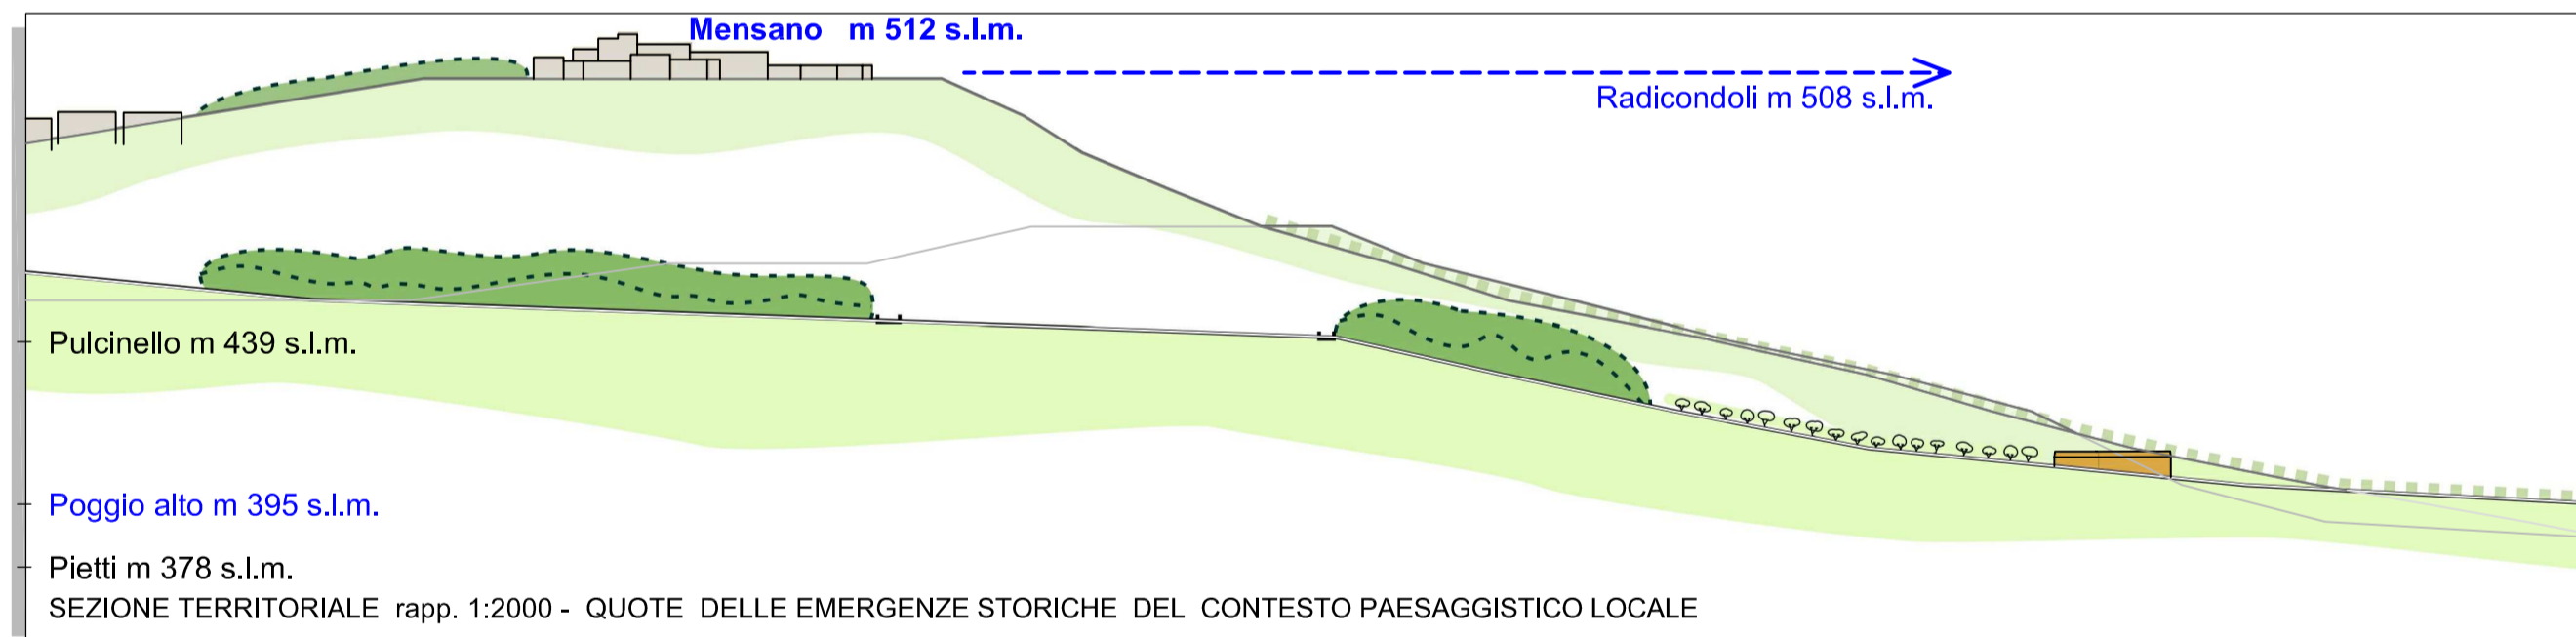 Mensano m 512 s.l.m.
Radicondoli m 508 s.l.m.
Pulcinello m 439 s.l.m.
Poggio alto m 395 s.l.m.
Pietti m 378 s.l.m.
SEZIONE TERRITORIALE rapp. 1:2000 - QUOTE DELLE EMERGENZE STORICHE DEL CONTESTO PAESAGGISTICO LOCALE